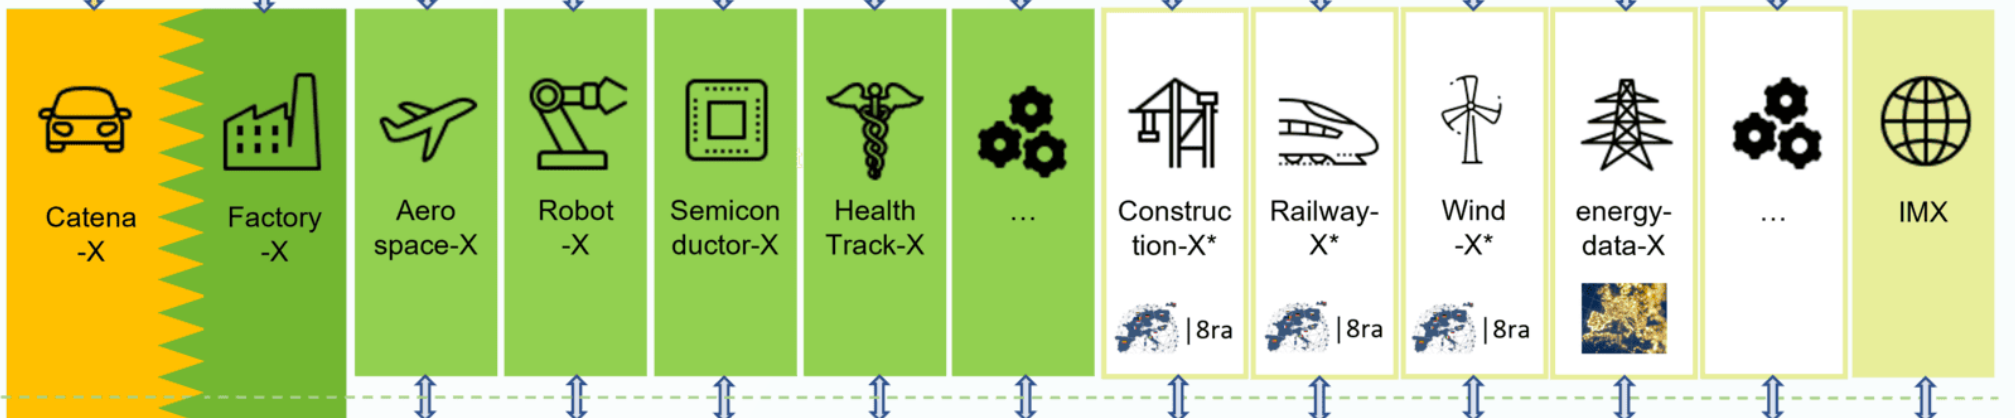 Catena
-X
Factory
-X
Aero
space-X
Robot
-X
Semicon
ductor-X
Health
Track-X
...
Construc
tion-X*
|8ra
Railway-
X*
|8ra
Wind
-X*
|8ra
energy-
data-X
...
IMX